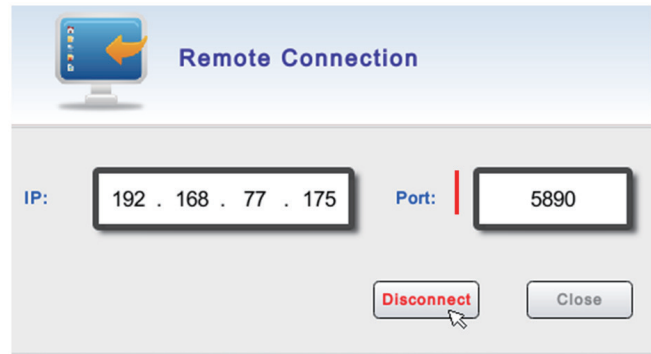 Remote Connection
IP: 192 . 168 . 77 . 175 Port: 5890
Disconnect Close